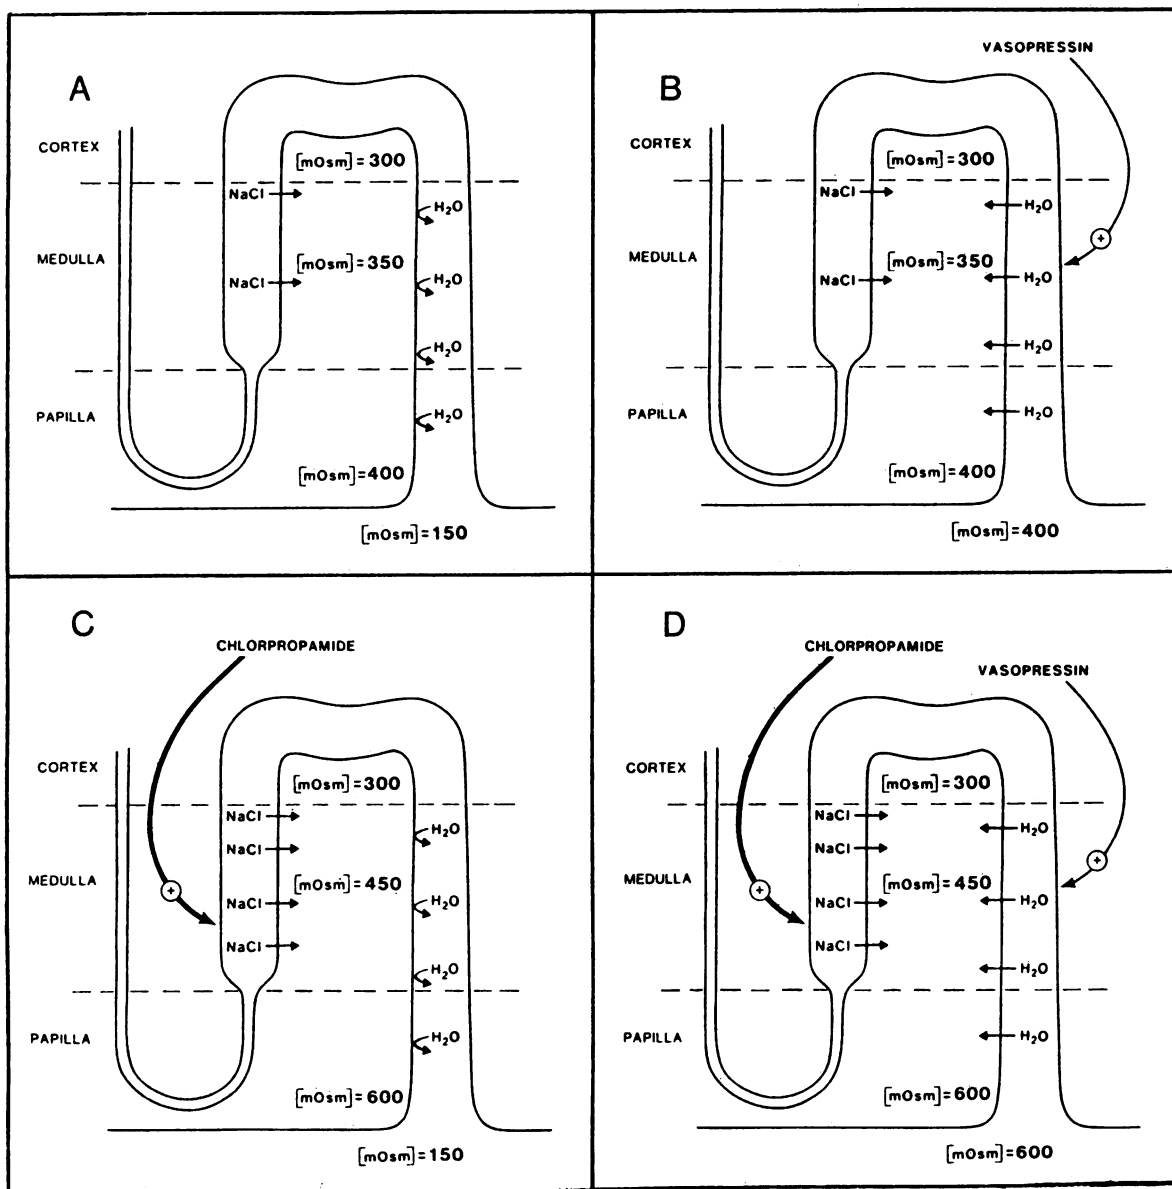 A
CORTEX
[mOsm]=300
NaCl
H₂O
MEDULLA
[mOsm]=350
NaCl
H₂O
H₂O
PAPILLA
H₂O
[mOsm]=400
[mOsm]=150
B
VASOPRESSIN
CORTEX
[mOsm]=300
NaCl
H₂O
+
MEDULLA
[mOsm]=350
NaCl
H₂O
H₂O
PAPILLA
H₂O
[mOsm]=400
[mOsm]=400
C
CHLORPROPAMIDE
CORTEX
[mOsm]=300
NaCl
H₂O
NaCl
MEDULLA
+
[mOsm]=450
NaCl
H₂O
NaCl
H₂O
PAPILLA
H₂O
[mOsm]=600
[mOsm]=150
D
CHLORPROPAMIDE
VASOPRESSIN
CORTEX
[mOsm]=300
NaCl
H₂O
NaCl
+
MEDULLA
+
[mOsm]=450
NaCl
H₂O
NaCl
H₂O
PAPILLA
H₂O
[mOsm]=600
[mOsm]=600